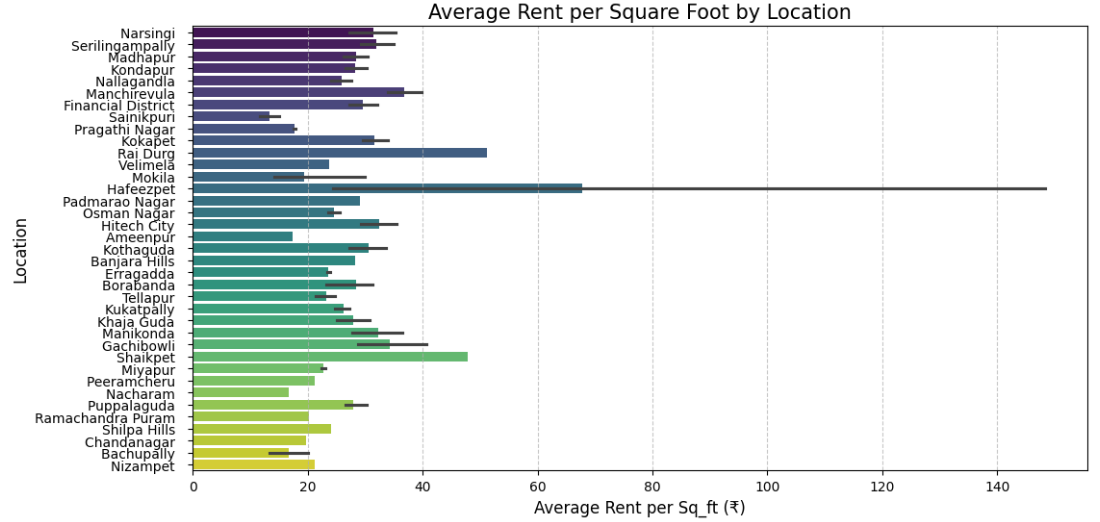 Average Rent per Square Foot by Location
Narsingi
Serilingampally
Madhapur
Kondapur
Nallagandla
Manchirevula
Financial District
Sainikpuri
Pragathi Nagar
Kokapet
Rai Durg
Velimela
Mokila
Hafeezpet
Padmarao Nagar
Osman Nagar
Hitech City
Ameenpur
Kothaguda
Banjara Hills
Erragadda
Borabanda
Tellapur
Kukatpally
Khaja Guda
Manikonda
Gachibowli
Shaikpet
Miyapur
Peeramcheru
Nacharam
Puppalaguda
Ramachandra Puram
Shilpa Hills
Chandanagar
Bachupally
Nizampet
Location
0 20 40 60 80 100 120 140
Average Rent per Sq_ft (₹)